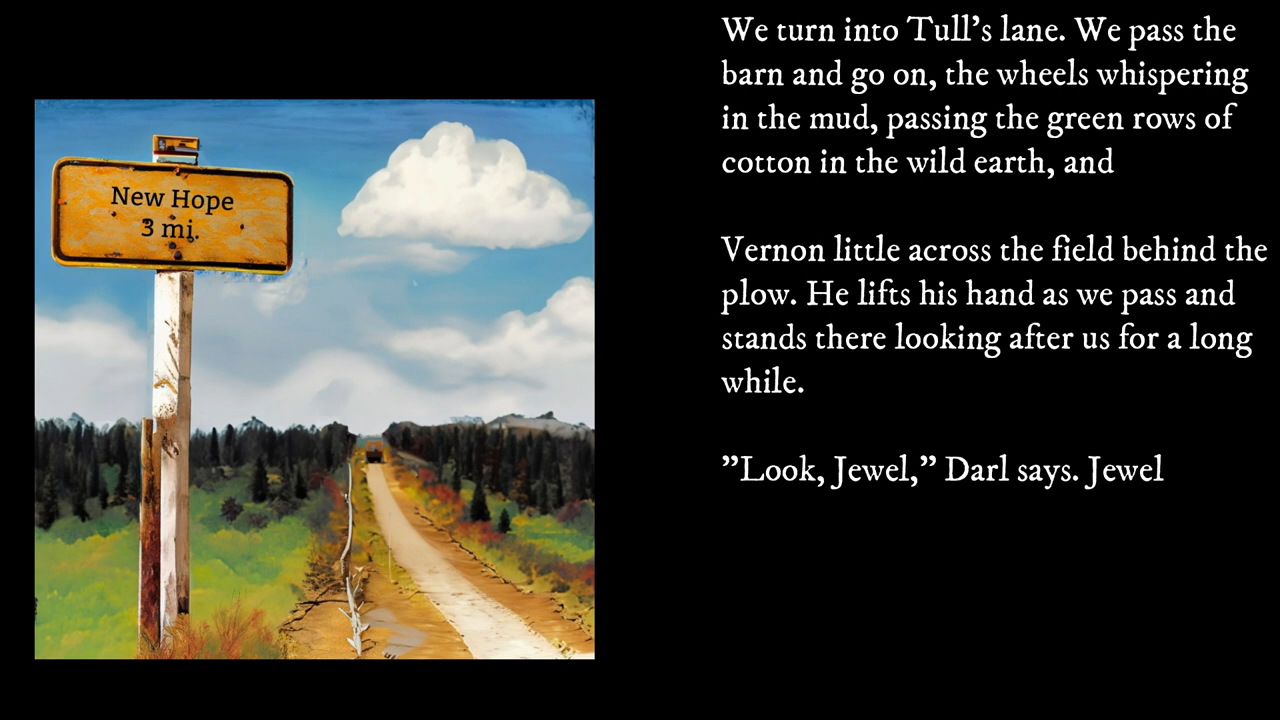 New Hope
3 mi.
We turn into Tull's lane. We pass the
barn and go on, the wheels whispering
in the mud, passing the green rows of
cotton in the wild earth, and
Vernon little across the field behind the
plow. He lifts his hand as we pass and
stands there looking after us for a long
while.
”Look, Jewel,” Darl says. Jewel